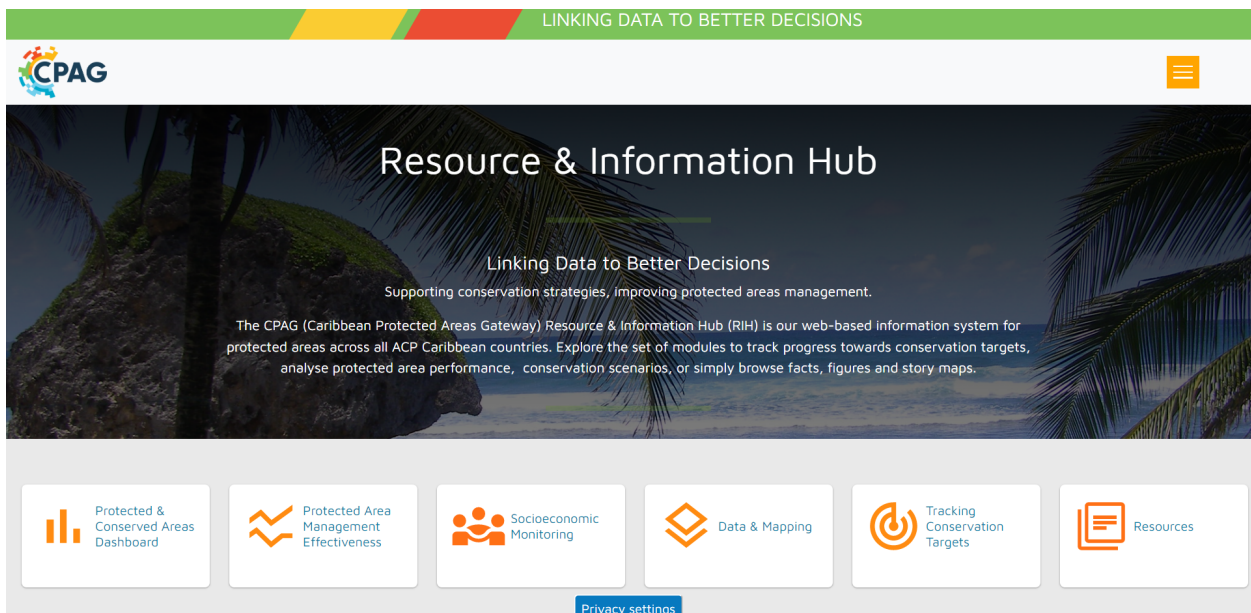 LINKING DATA TO BETTER DECISIONS
CPAG
Resource & Information Hub
Linking Data to Better Decisions
Supporting conservation strategies, improving protected areas management.
The CPAG (Caribbean Protected Areas Gateway) Resource & Information Hub (RIH) is our web-based information system for
protected areas across all ACP Caribbean countries. Explore the set of modules to track progress towards conservation targets,
analyse protected area performance, conservation scenarios, or simply browse facts, figures and story maps.
Protected &
Conserved Areas
Dashboard
Protected Area
Management
Effectiveness
Socioeconomic
Monitoring
Data & Mapping
Tracking
Conservation
Targets
Resources
Privacy settings